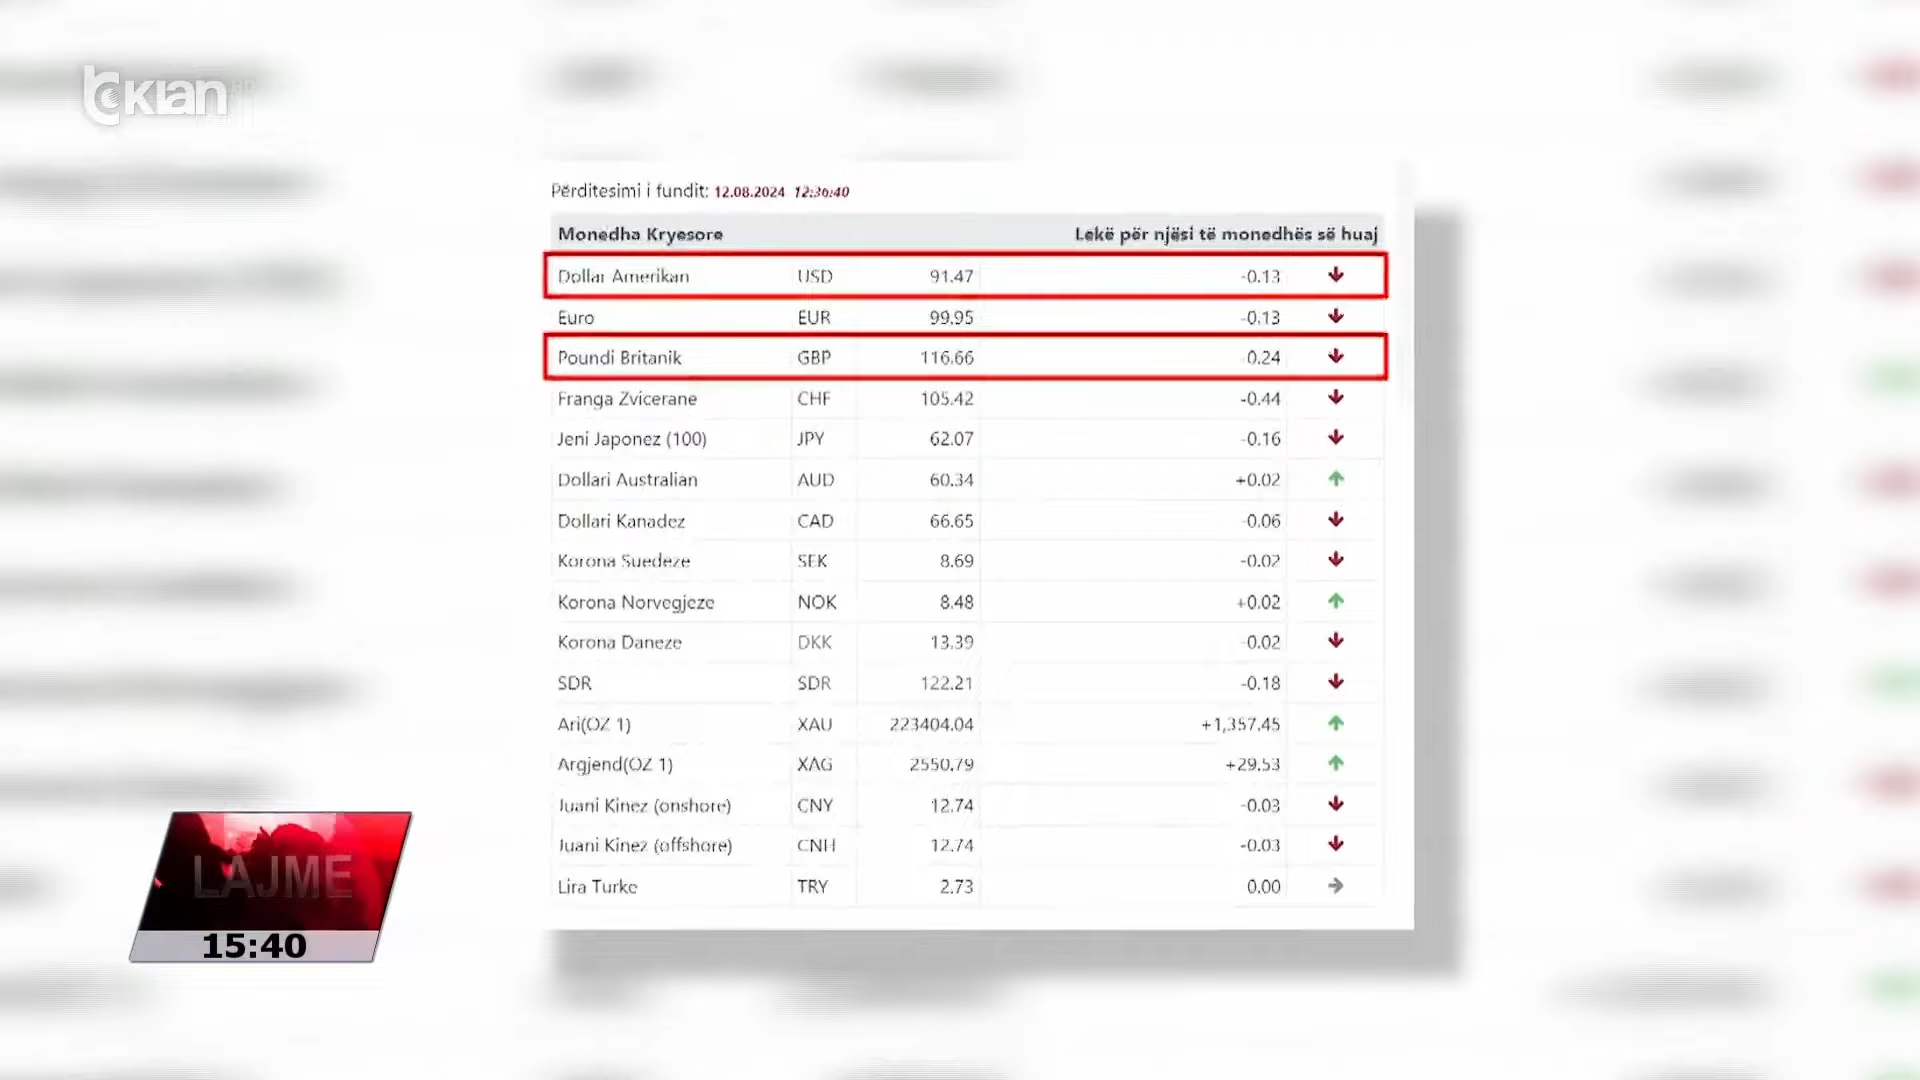 klan
Përditesimi i fundit: 12.08.2024 12:36:40
Monedha Kryesore Lekë për njësi të monedhës së huaj
Dollar Amerikan USD 91.47 -0.13
Euro EUR 99.95 -0.13
Poundi Britanik GBP 116.66 -0.24
Franga Zvicerane CHF 105.42 -0.44
Jeni Japonez (100) JPY 62.07 -0.16
Dollari Australian AUD 60.34 +0.02
Dollari Kanadez CAD 66.65 -0.06
Korona Suedeze SEK 8.69 -0.02
Korona Norvegjeze NOK 8.48 +0.02
Korona Daneze DKK 13.39 -0.02
SDR SDR 122.21 -0.18
Ari(OZ 1) XAU 223404.04 +1,357.45
Argjend(OZ 1) XAG 2550.79 +29.53
Juani Kinez (onshore) CNY 12.74 -0.03
Juani Kinez (offshore) CNH 12.74 -0.03
Lira Turke TRY 2.73 0.00
LAJME
15:40